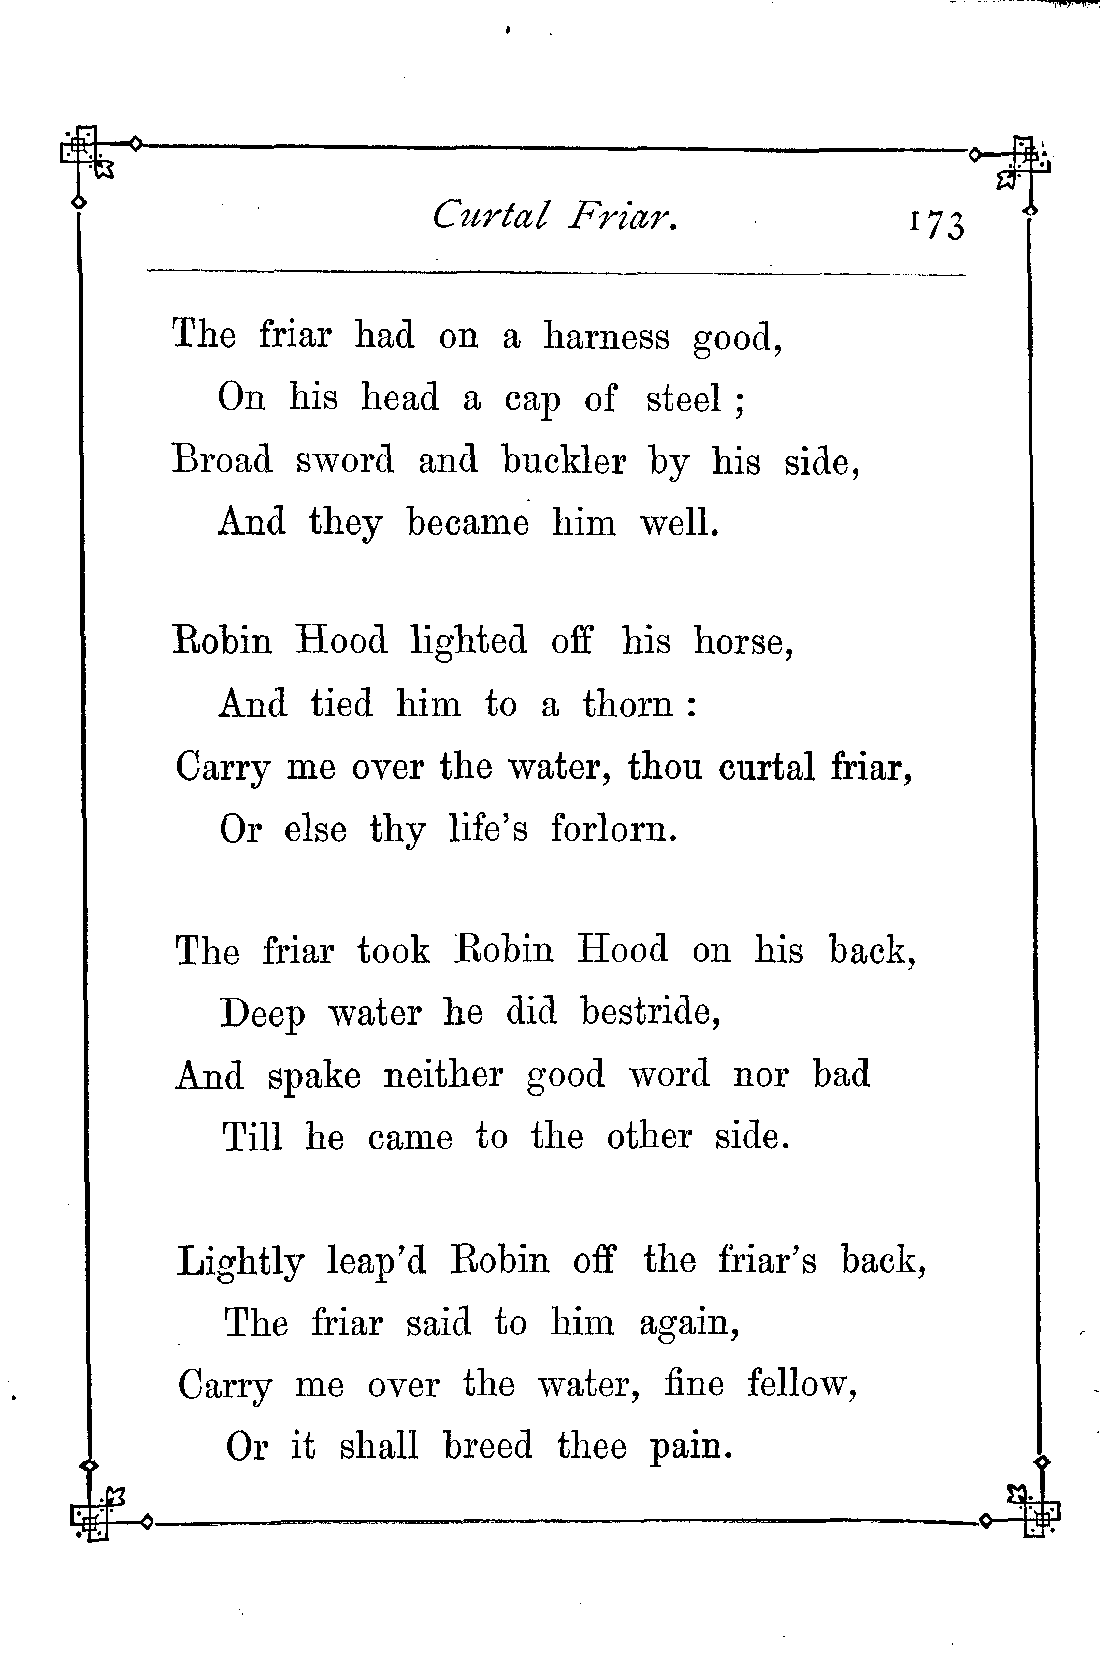 Curtal Friar. 173
The friar had on a harness good,
On his head a cap of steel ;
Broad sword and buckler by his side,
And they became him well.
Robin Hood lighted off his horse,
And tied him to a thorn :
Carry me over the water, thou curtal friar,
Or else thy life's forlorn.
The friar took Robin Hood on his back,
Deep water he did bestride,
And spake neither good word nor bad
Till he came to the other side.
Lightly leap'd Robin off the friar's back,
The friar said to him again,
Carry me over the water, fine fellow,
Or it shall breed thee pain.